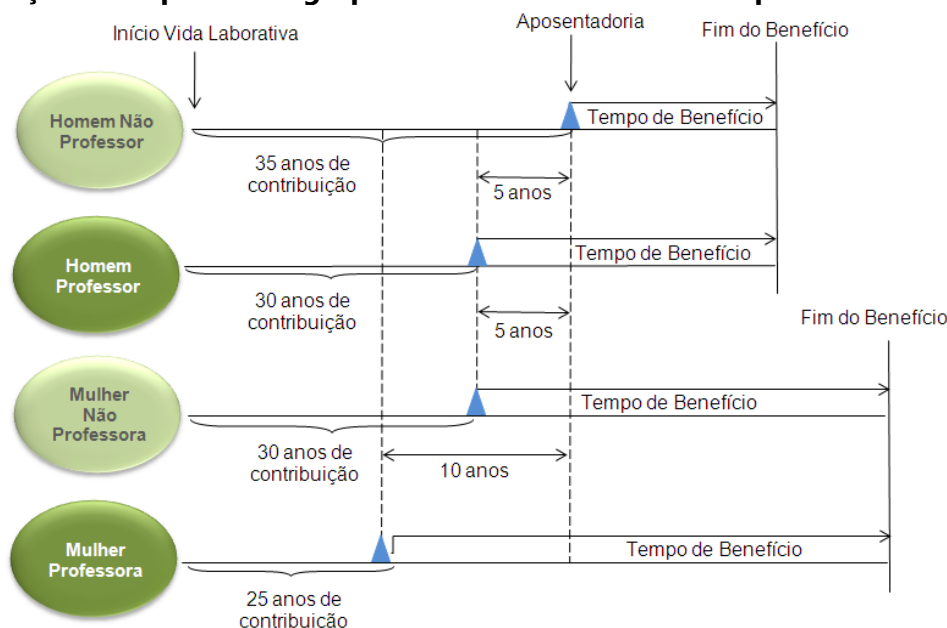 Início Vida Laborativa
Aposentadoria
Fim do Benefício
Homem Não
Professor
Tempo de Benefício
35 anos de
contribuição
5 anos
Homem
Professor
Tempo de Benefício
30 anos de
contribuição
5 anos
Fim do Benefício
Mulher
Não
Professora
Tempo de Benefício
30 anos de
contribuição
10 anos
Mulher
Professora
Tempo de Benefício
25 anos de
contribuição